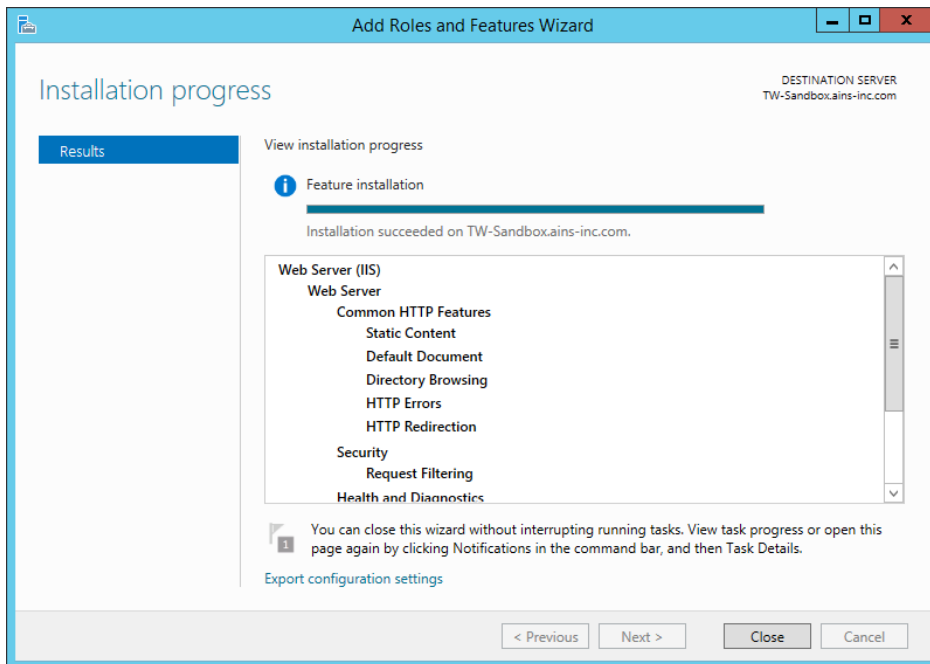 Add Roles and Features Wizard
Installation progress
DESTINATION SERVER
TW-Sandbox.ains-inc.com
Results
View installation progress
Feature installation
Installation succeeded on TW-Sandbox.ains-inc.com.
Web Server (IIS)
Web Server
Common HTTP Features
Static Content
Default Document
Directory Browsing
HTTP Errors
HTTP Redirection
Security
Request Filtering
Health and Diagnostics
1
You can close this wizard without interrupting running tasks. View task progress or open this
page again by clicking Notifications in the command bar, and then Task Details.
Export configuration settings
< Previous
Next >
Close
Cancel